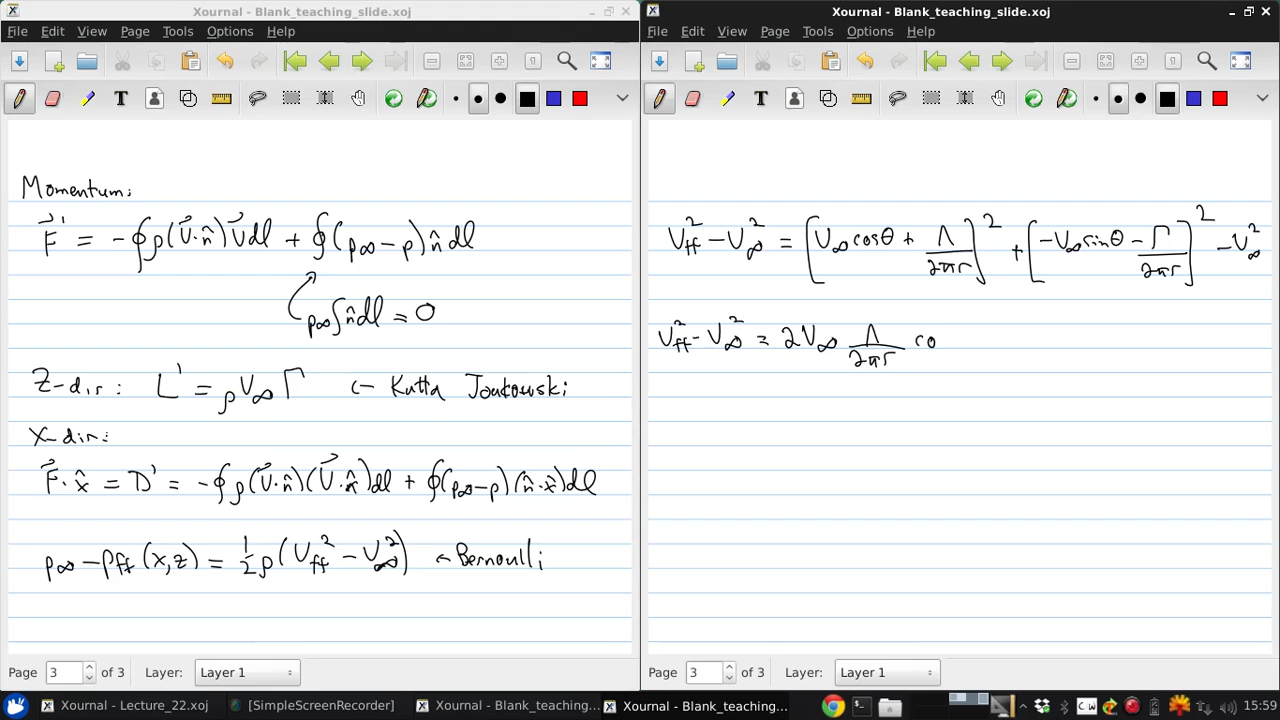 Xournal - Blank_teaching_slide.xoj
File Edit View Page Tools Options Help
Momentum:
F⃗' = -∮ρ(V⃗·n̂)V⃗dl + ∮(p∞-p)n̂dl
p∞∫n̂dl = 0
Z-dir: L' = ρV∞Γ ← Kutta Joukowski
X-dir:
F⃗·x̂ = D' = -∮ρ(V⃗·n̂)(V⃗·x̂)dl + ∮(p∞-p)(n̂·x̂)dl
p∞-pff(x,z) = 1/2 ρ(Vff² - V∞²) ← Bernoulli
Page 3 of 3 Layer: Layer 1
Xournal - Blank_teaching_slide.xoj
File Edit View Page Tools Options Help
Vff² - V∞² = [V∞cosθ + Λ/2πr]² + [-V∞sinθ - Γ/2πr]² - V∞²
Vff² - V∞² = 2V∞ Λ/2πr co
Page 3 of 3 Layer: Layer 1
Xournal - Lecture_22.xoj [SimpleScreenRecorder] Xournal - Blank_teaching... Xournal - Blank_teaching... 15:59